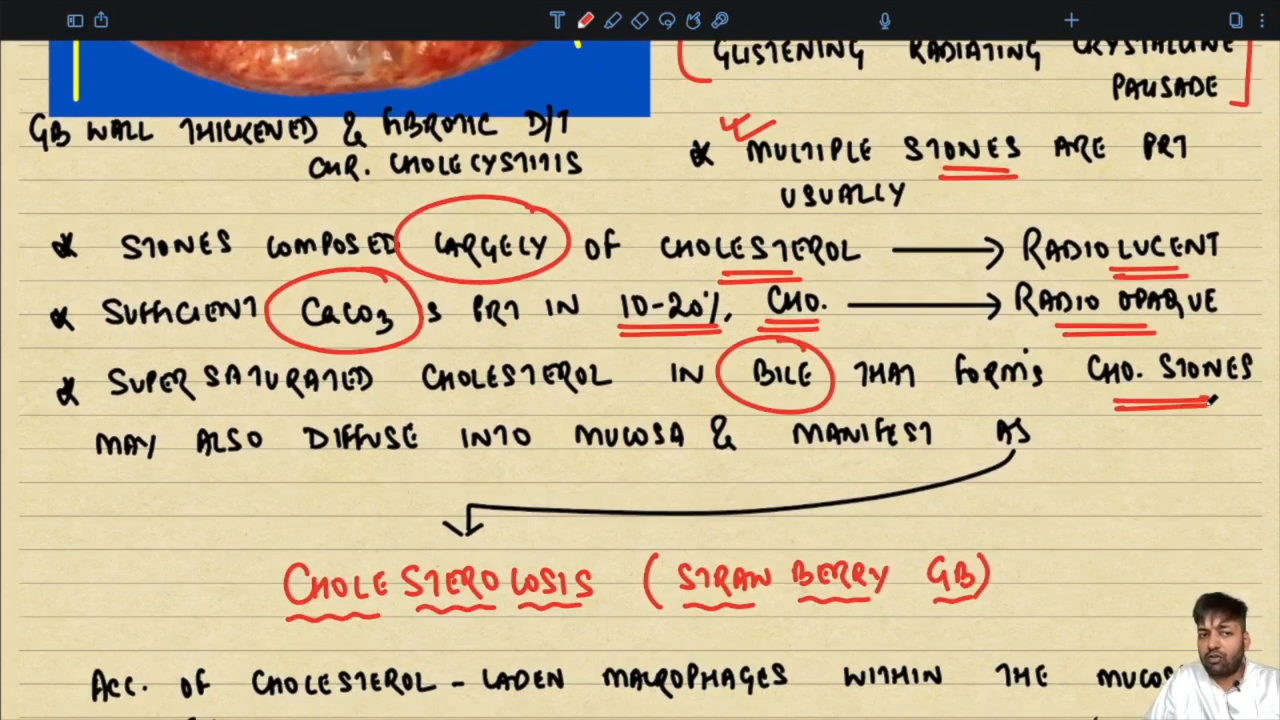 GLISTENING RADIATING CRYSTALLINE
PALISADE
GB WALL THICKENED & FIBROTIC D/T
CHR. CHOLECYSTITIS
* MULTIPLE STONES ARE PRT
USUALLY
* STONES COMPOSED LARGELY OF CHOLESTEROL → RADIOLUCENT
* SUFFICIENT CaCO3 IS PRT IN 10-20% CHO. → RADIO OPAQUE
* SUPERSATURATED CHOLESTEROL IN BILE THAT FORMS CHO. STONES
MAY ALSO DIFFUSE INTO MUCOSA & MANIFEST AS
CHOLESTEROLOSIS (STRAWBERRY GB)
ACC. OF CHOLESTEROL - LADEN MACROPHAGES WITHIN THE